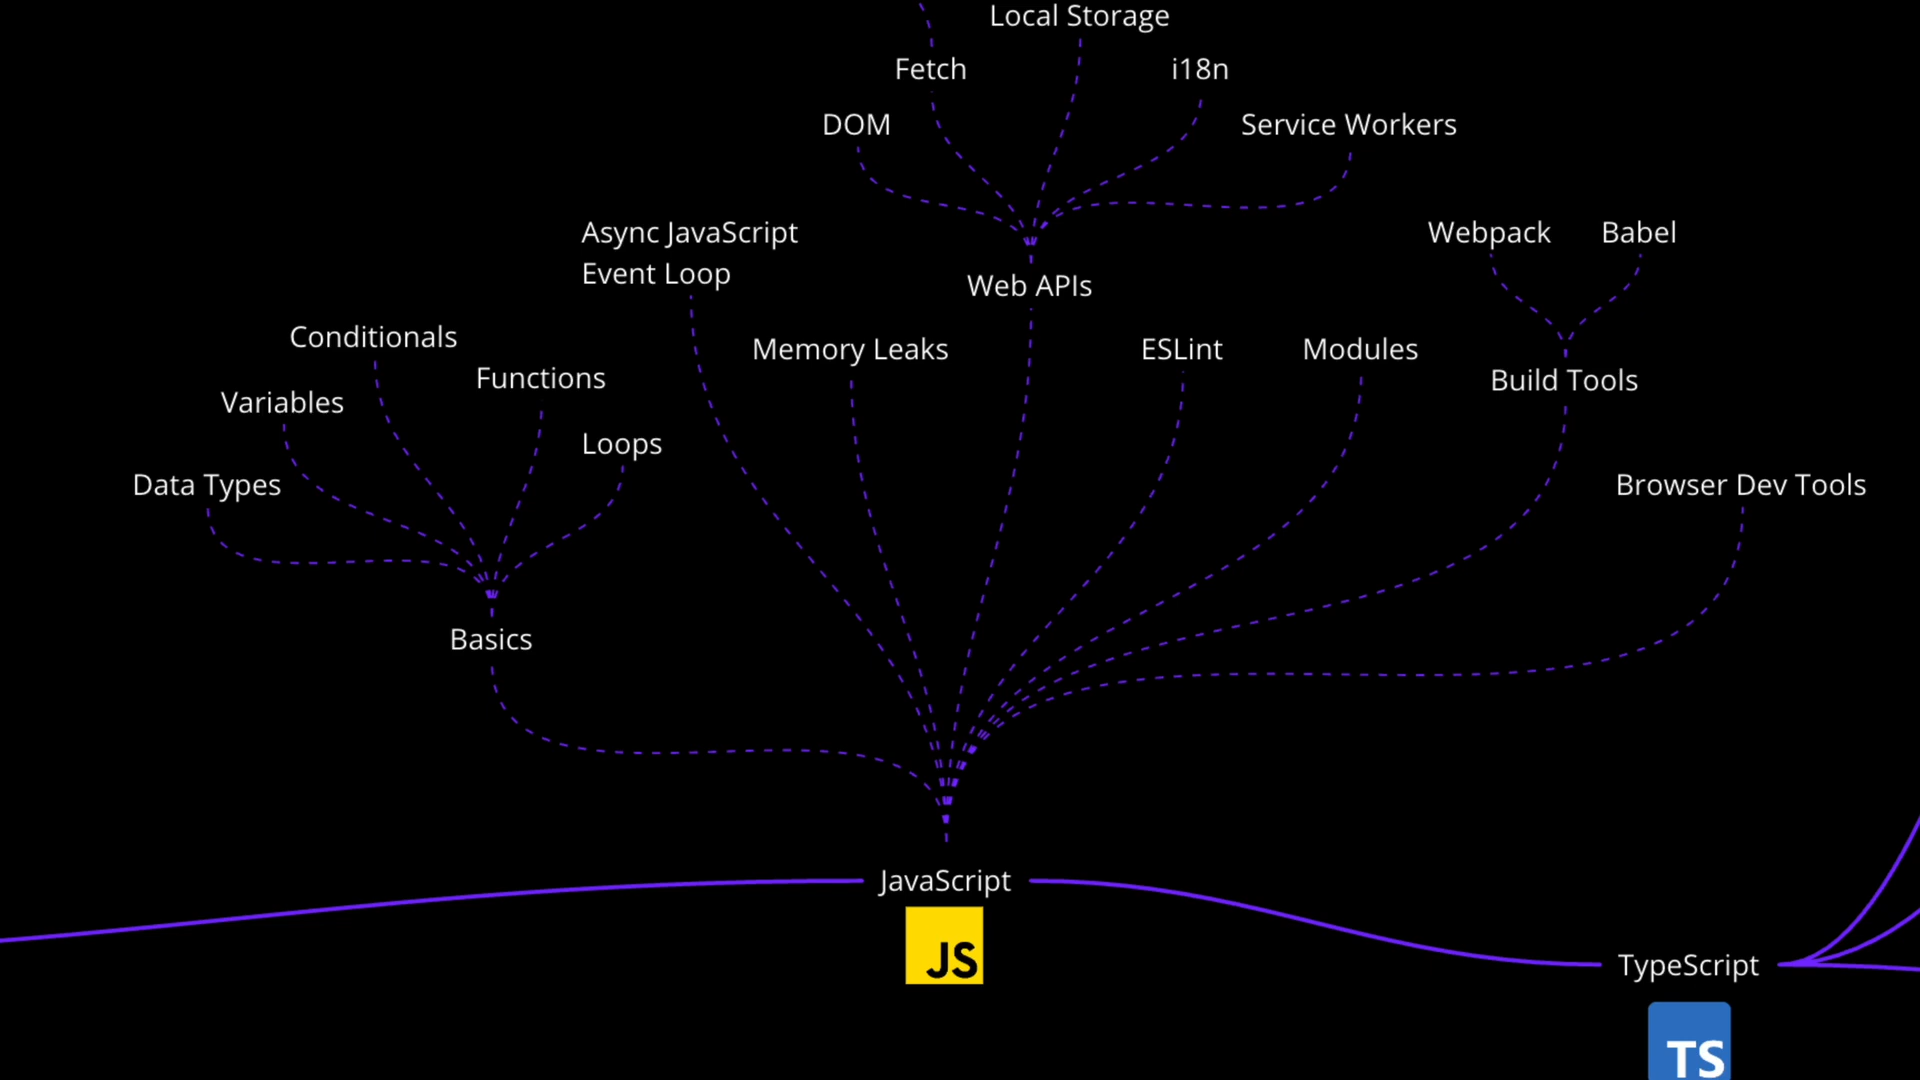 Local Storage
Fetch
i18n
DOM
Service Workers
Async JavaScript
Event Loop
Webpack
Babel
Web APIs
Conditionals
Memory Leaks
ESLint
Modules
Functions
Build Tools
Variables
Loops
Data Types
Browser Dev Tools
Basics
JavaScript
JS
TypeScript
TS